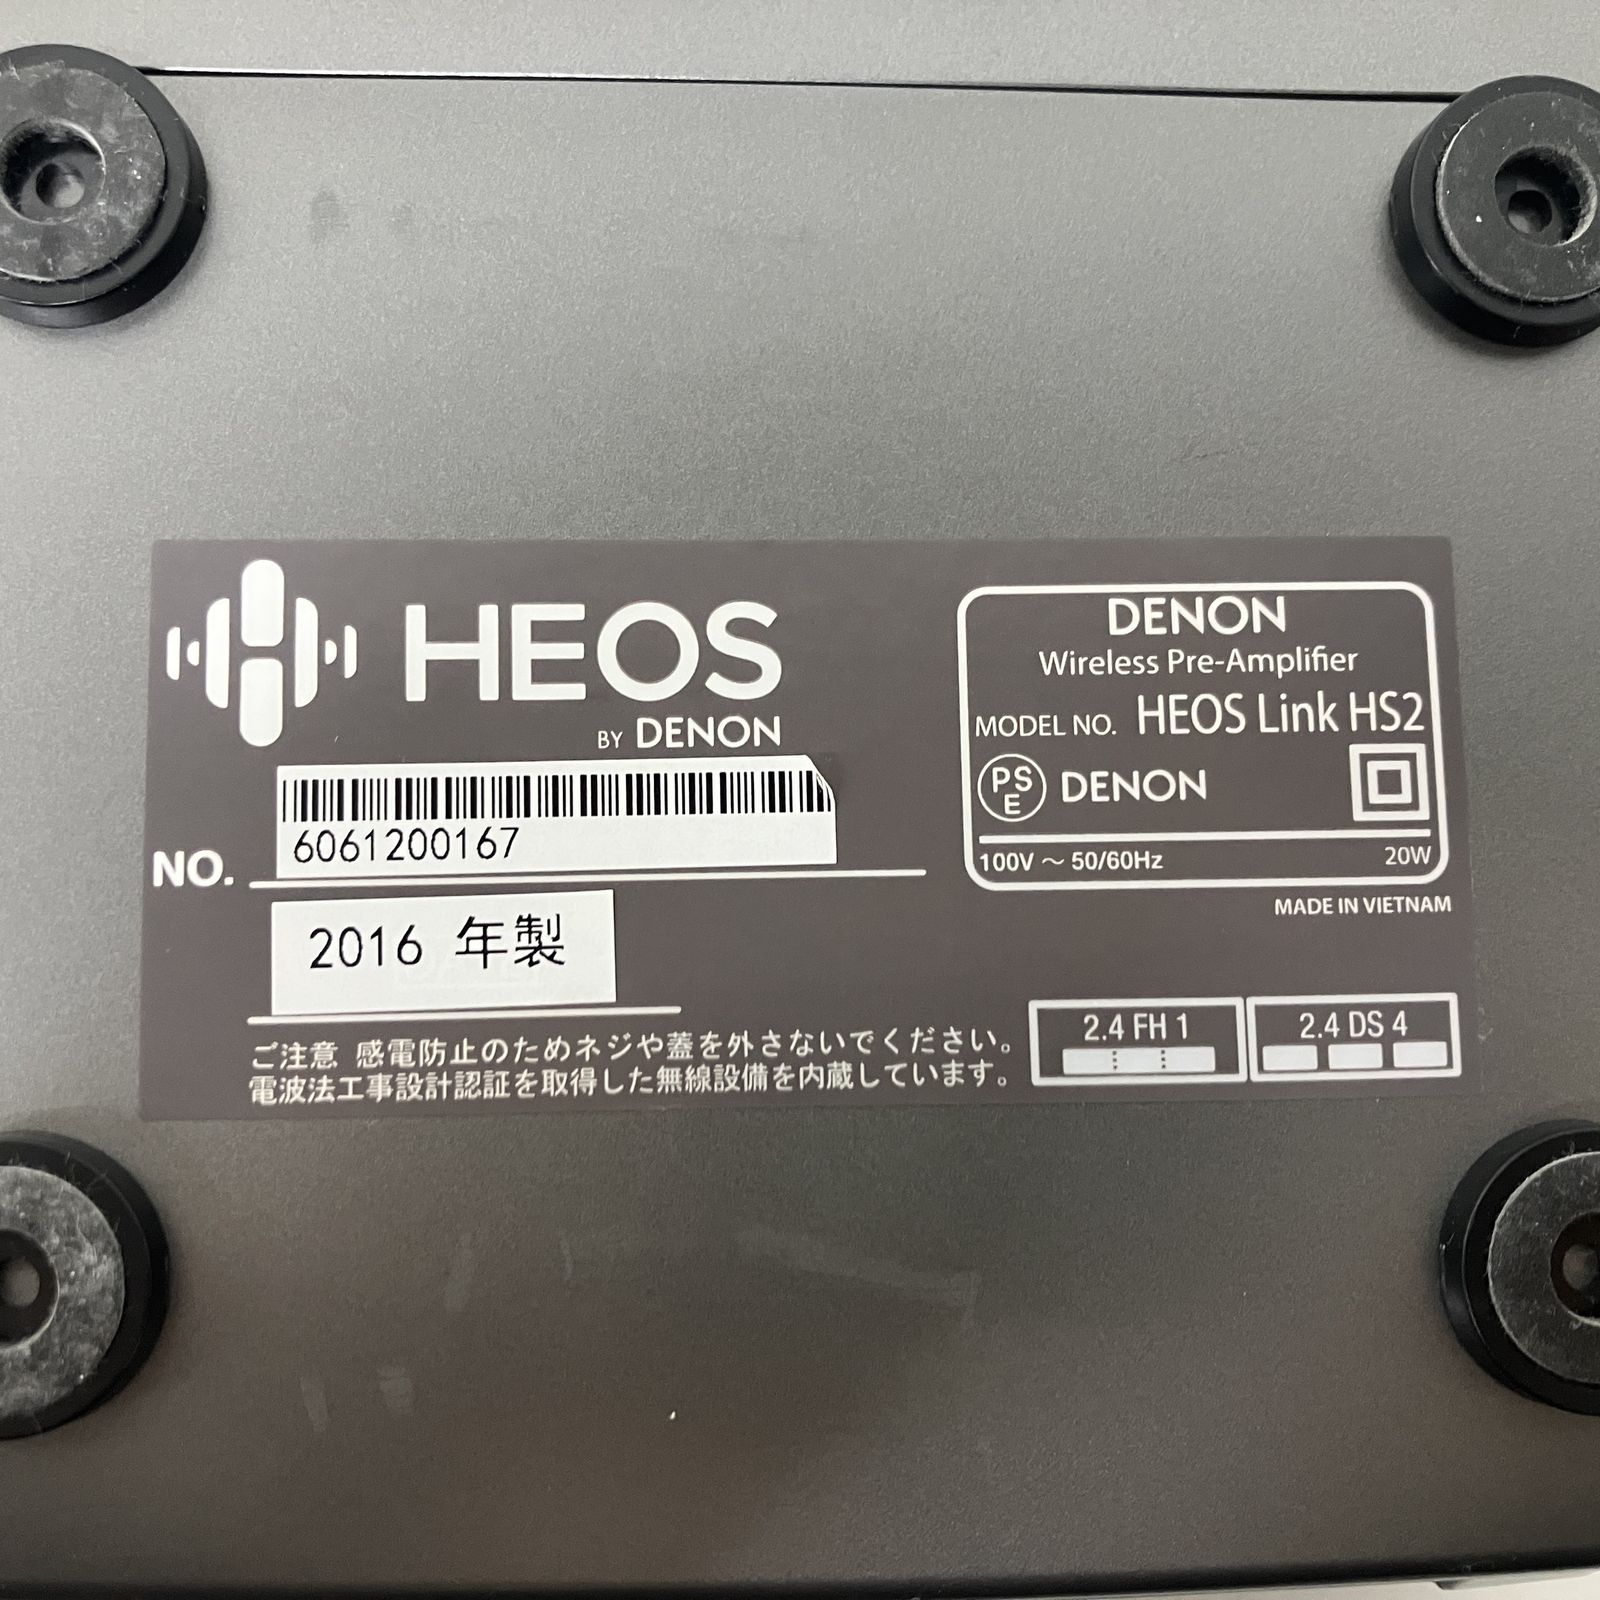 HEOS
BY DENON
6061200167
NO.
2016 年製
DENON
Wireless Pre-Amplifier
MODEL NO. HEOS Link HS2
PS
E
DENON
100V ～ 50/60Hz 20W
MADE IN VIETNAM
ご注意 感電防止のためネジや蓋を外さないでください。
電波法工事設計認証を取得した無線設備を内蔵しています。
2.4 FH 1
2.4 DS 4